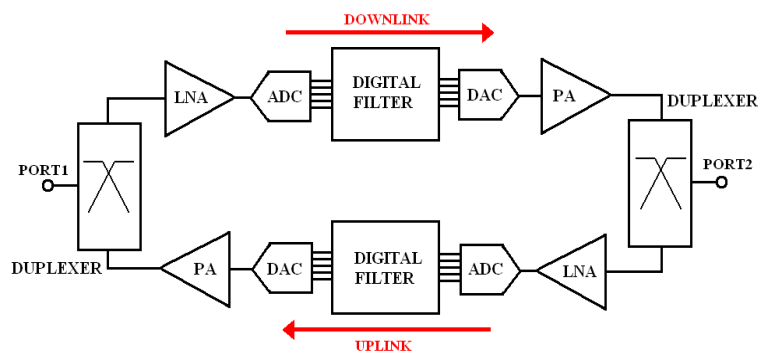 DOWNLINK
LNA
ADC
DIGITAL
FILTER
DAC
PA
DUPLEXER
PORT1
PORT2
DUPLEXER
PA
DAC
DIGITAL
FILTER
ADC
LNA
UPLINK